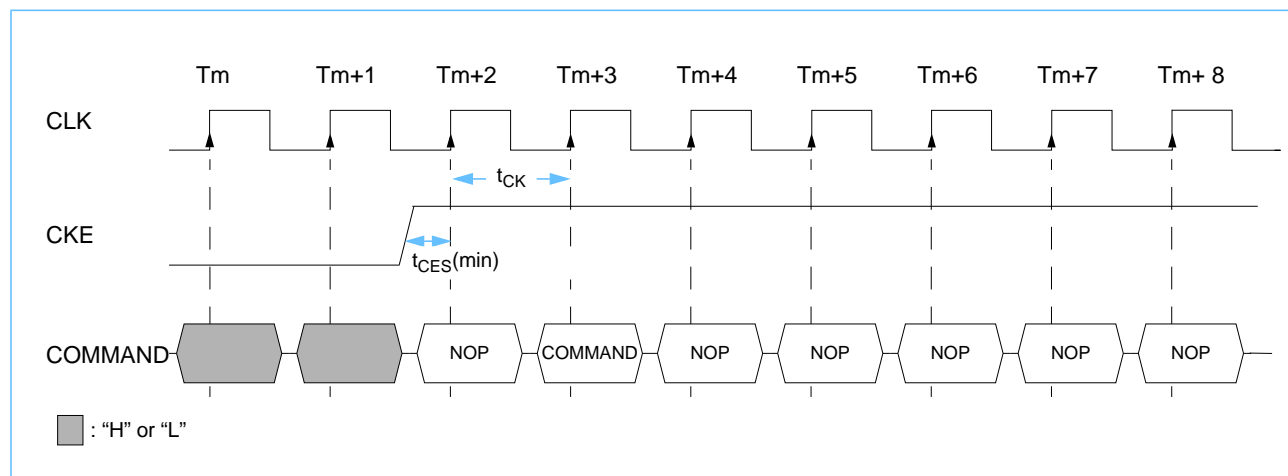 Tm Tm+1 Tm+2 Tm+3 Tm+4 Tm+5 Tm+6 Tm+7 Tm+ 8
CLK
tCK
CKE
tCES(min)
COMMAND NOP COMMAND NOP NOP NOP NOP NOP
: “H” or “L”